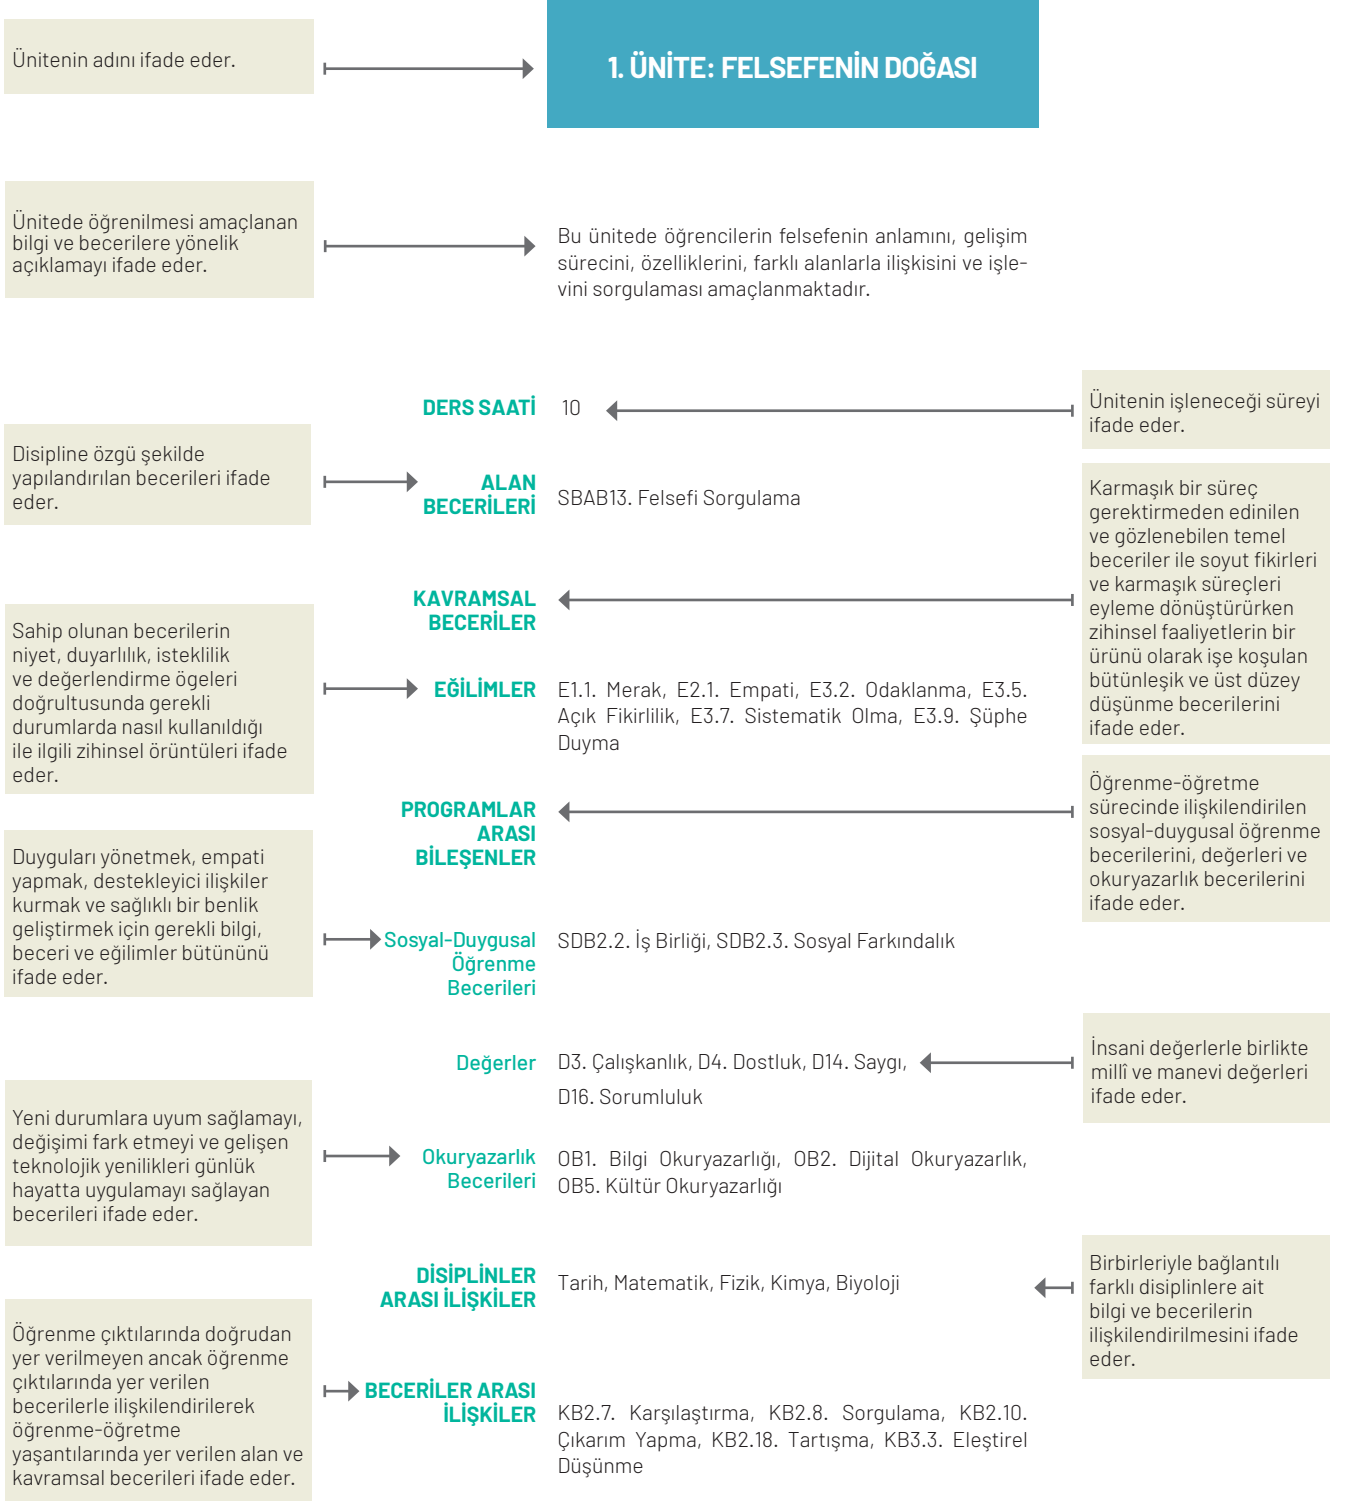 Ünitenin adını ifade eder.
1. ÜNİTE: FELSEFENİN DOĞASI
Ünitede öğrenilmesi amaçlanan
bilgi ve becerilere yönelik
açıklamayı ifade eder.
Bu ünitede öğrencilerin felsefenin anlamını, gelişim
sürecini, özelliklerini, farklı alanlarla ilişkisini ve işle-
vini sorgulaması amaçlanmaktadır.
DERS SAATİ
10
Ünitenin işleneceği süreyi
ifade eder.
Disipline özgü şekilde
yapılandırılan becerileri ifade
eder.
ALAN
BECERİLERİ
SBAB13. Felsefi Sorgulama
Karmaşık bir süreç
gerektirmeden edinilen
ve gözlenebilen temel
beceriler ile soyut fikirleri
ve karmaşık süreçleri
eyleme dönüştürürken
zihinsel faaliyetlerin bir
ürünü olarak işe koşulan
bütünleşik ve üst düzey
düşünme becerilerini
ifade eder.
KAVRAMSAL
BECERİLER
Sahip olunan becerilerin
niyet, duyarlılık, isteklilik
ve değerlendirme ögeleri
doğrultusunda gerekli
durumlarda nasıl kullanıldığı
ile ilgili zihinsel örüntüleri ifade
eder.
EĞİLİMLER
E1.1. Merak, E2.1. Empati, E3.2. Odaklanma, E3.5.
Açık Fikirlilik, E3.7. Sistematik Olma, E3.9. Şüphe
Duyma
PROGRAMLAR
ARASI
BİLEŞENLER
Öğrenme-öğretme
sürecinde ilişkilendirilen
sosyal-duygusal öğrenme
becerilerini, değerleri ve
okuryazarlık becerilerini
ifade eder.
Duyguları yönetmek, empati
yapmak, destekleyici ilişkiler
kurmak ve sağlıklı bir benlik
geliştirmek için gerekli bilgi,
beceri ve eğilimler bütününü
ifade eder.
Sosyal-Duygusal
Öğrenme
Becerileri
SDB2.2. İş Birliği, SDB2.3. Sosyal Farkındalık
Değerler
D3. Çalışkanlık, D4. Dostluk, D14. Saygı,
D16. Sorumluluk
İnsani değerlerle birlikte
millî ve manevi değerleri
ifade eder.
Yeni durumlara uyum sağlamayı,
değişimi fark etmeyi ve gelişen
teknolojik yenilikleri günlük
hayatta uygulamayı sağlayan
becerileri ifade eder.
Okuryazarlık
Becerileri
OB1. Bilgi Okuryazarlığı, OB2. Dijital Okuryazarlık,
OB5. Kültür Okuryazarlığı
DİSİPLİNLER
ARASI İLİŞKİLER
Tarih, Matematik, Fizik, Kimya, Biyoloji
Birbirleriyle bağlantılı
farklı disiplinlere ait
bilgi ve becerilerin
ilişkilendirilmesini ifade
eder.
Öğrenme çıktılarında doğrudan
yer verilmeyen ancak öğrenme
çıktılarında yer verilen
becerilerle ilişkilendirilerek
öğrenme-öğretme
yaşantılarında yer verilen alan ve
kavramsal becerileri ifade eder.
BECERİLER ARASI
İLİŞKİLER
KB2.7. Karşılaştırma, KB2.8. Sorgulama, KB2.10.
Çıkarım Yapma, KB2.18. Tartışma, KB3.3. Eleştirel
Düşünme